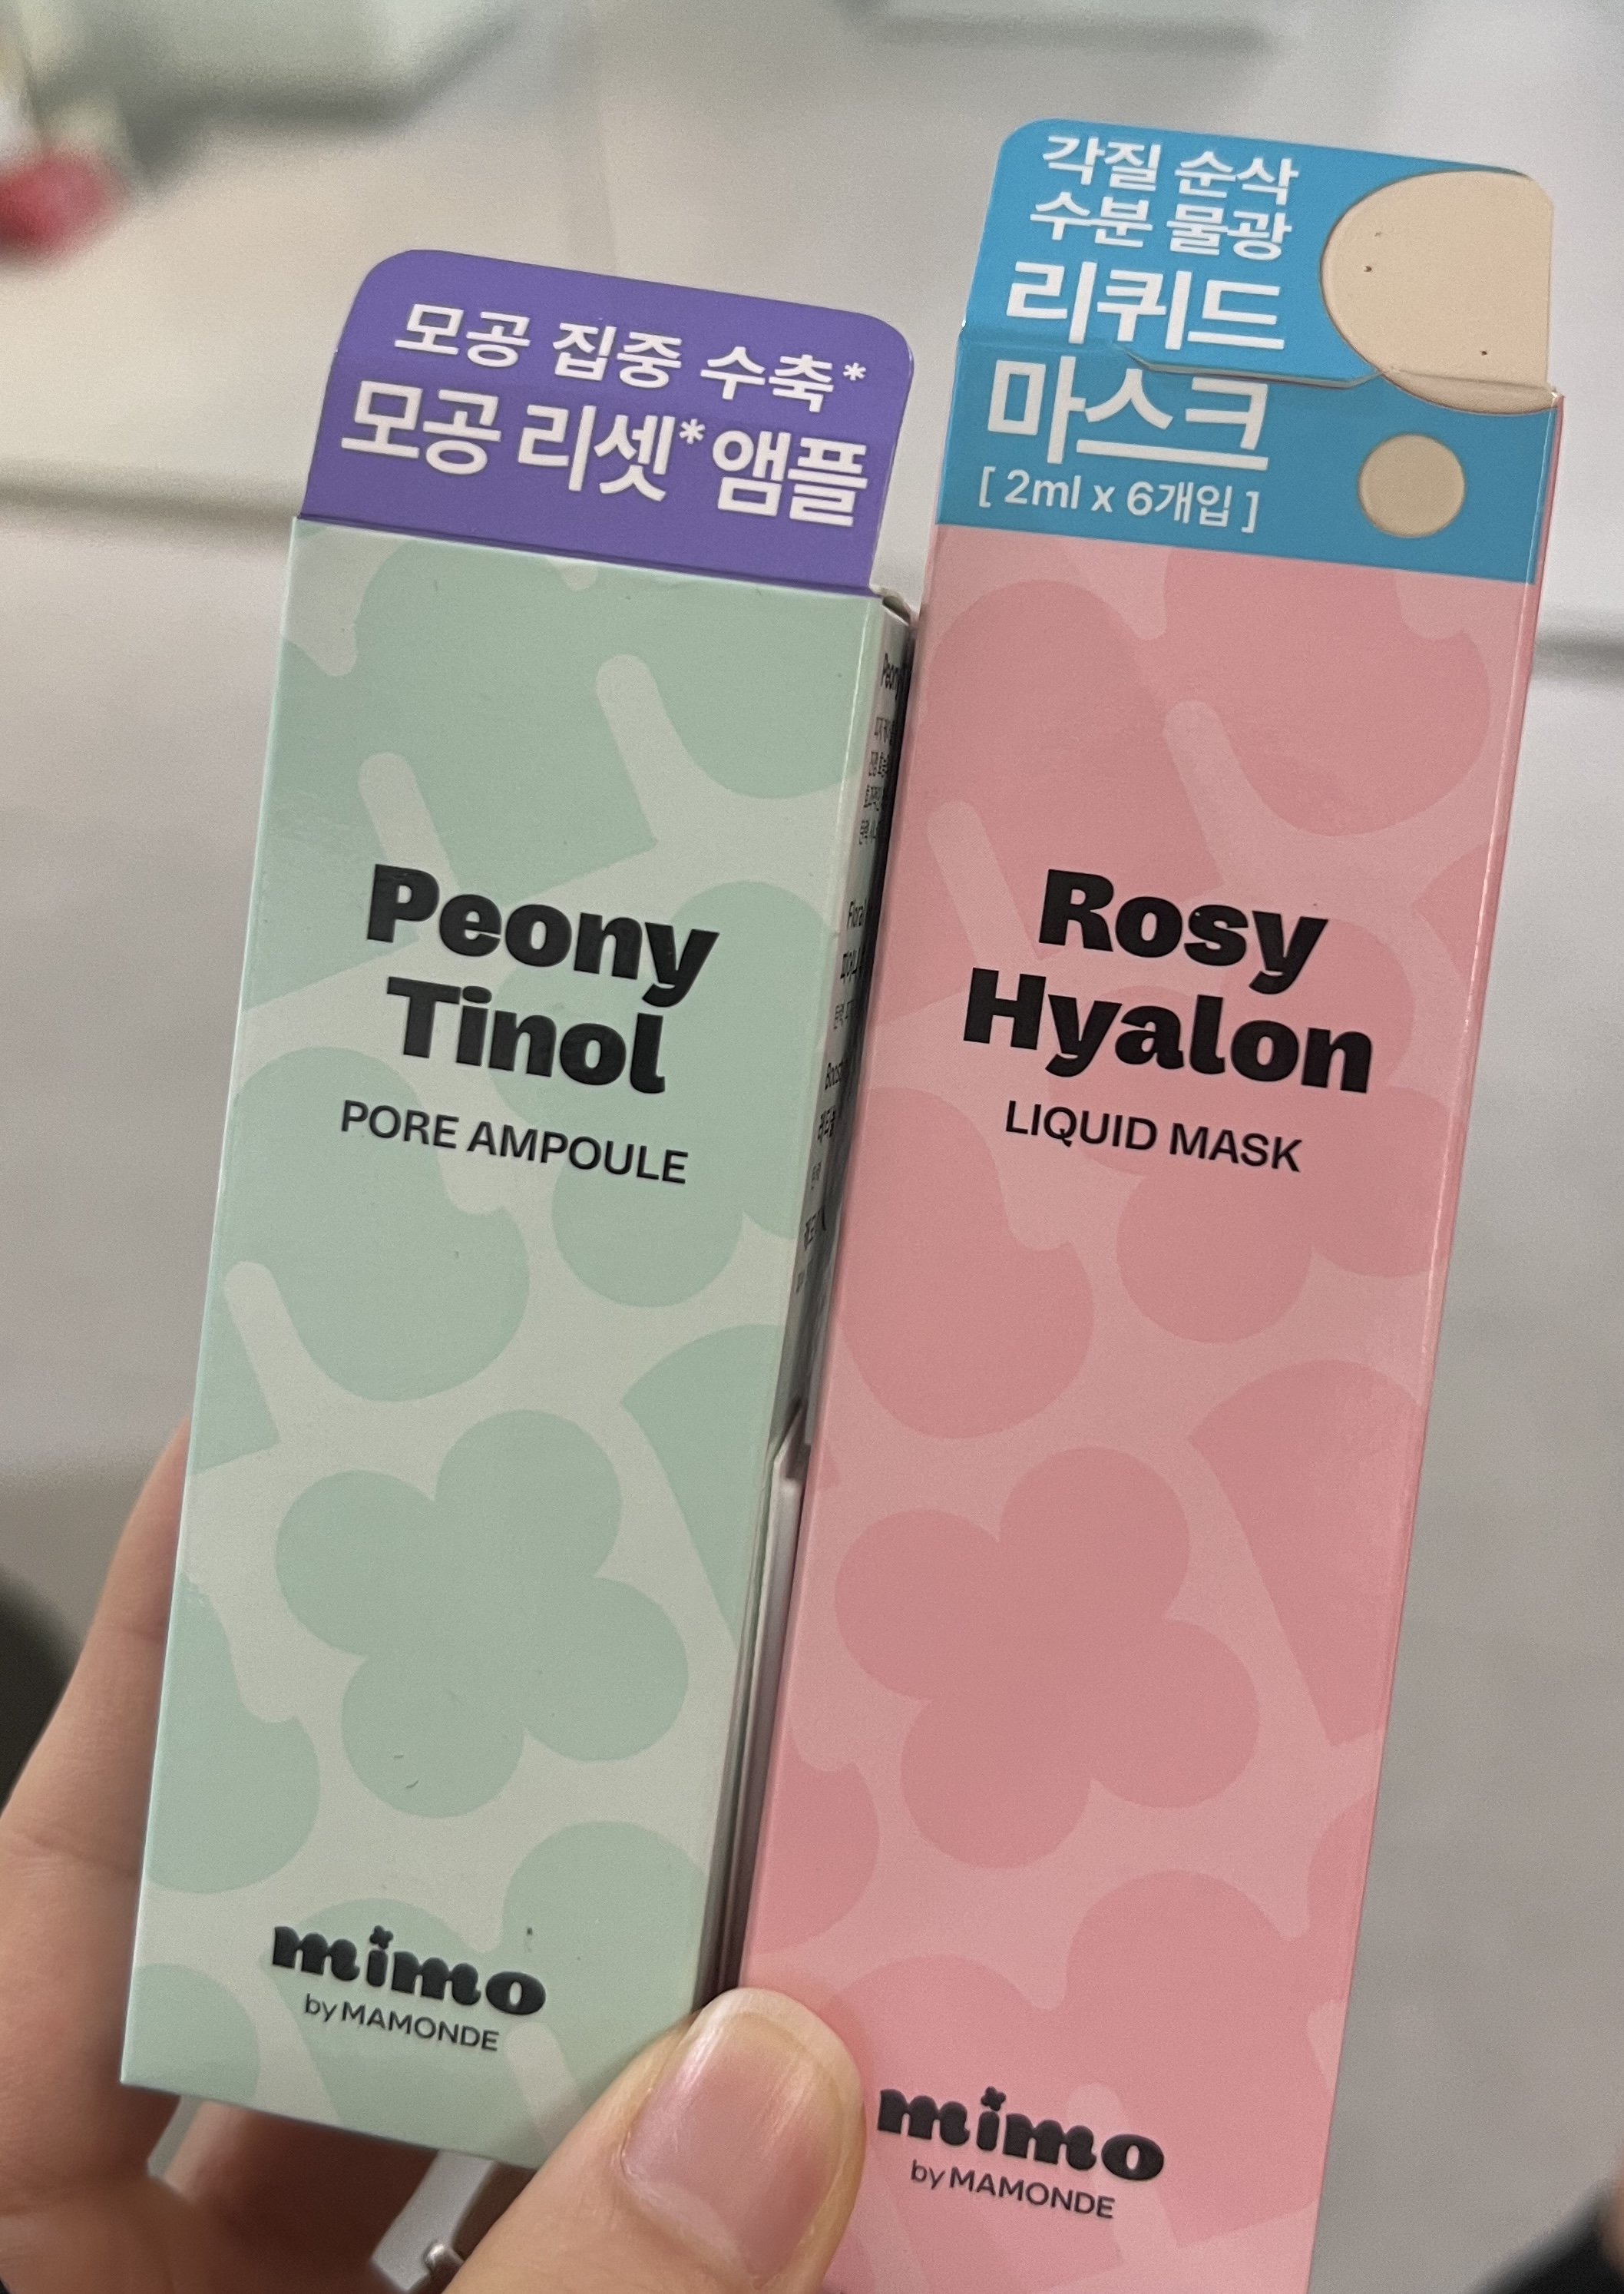 모공 집중 수축*
모공 리셋* 앰플
Peony
Tinol
PORE AMPOULE
mimo
by MAMONDE
각질 순삭
수분 물광
리퀴드
마스크
[ 2ml x 6개입 ]
Rosy
Hyalon
LIQUID MASK
mimo
by MAMONDE